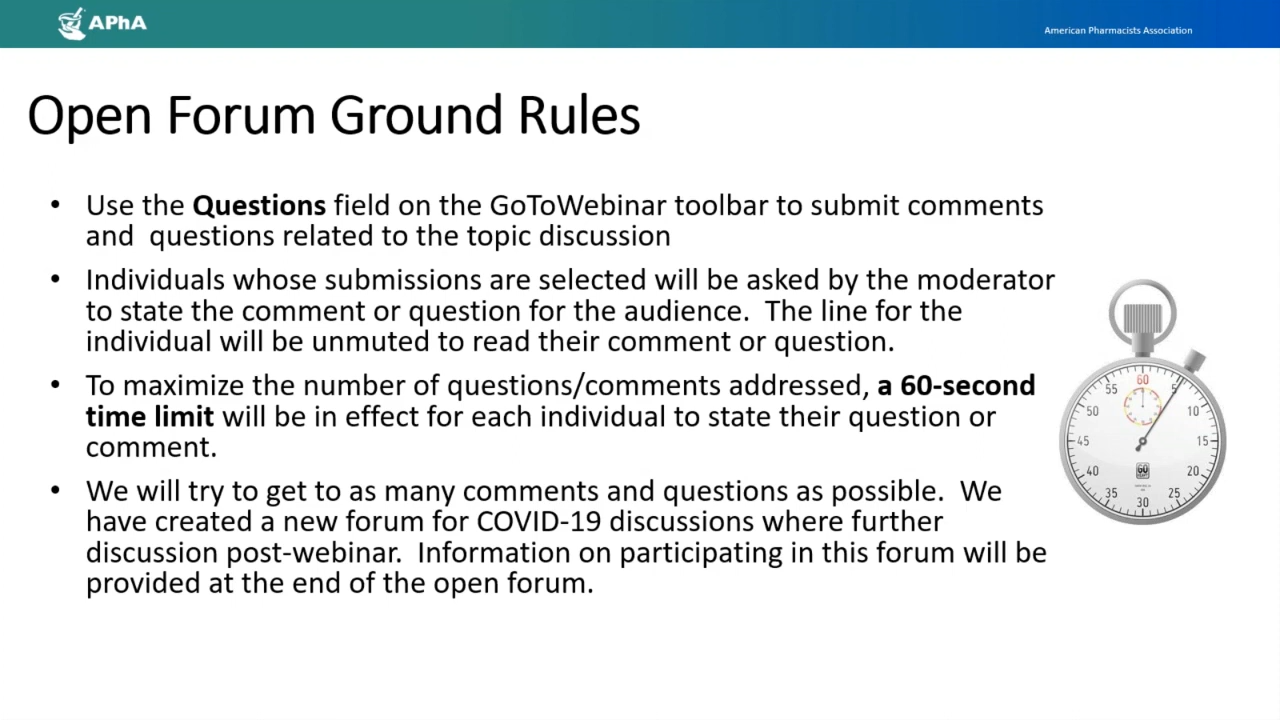 APhA
American Pharmacists Association
Open Forum Ground Rules
• Use the Questions field on the GoToWebinar toolbar to submit comments
and  questions related to the topic discussion
• Individuals whose submissions are selected will be asked by the moderator
to state the comment or question for the audience.  The line for the
individual will be unmuted to read their comment or question.
• To maximize the number of questions/comments addressed, a 60-second
time limit will be in effect for each individual to state their question or
comment.
• We will try to get to as many comments and questions as possible.  We
have created a new forum for COVID-19 discussions where further
discussion post-webinar.  Information on participating in this forum will be
provided at the end of the open forum.
60
55
5
50
10
45
15
40
20
35
25
30